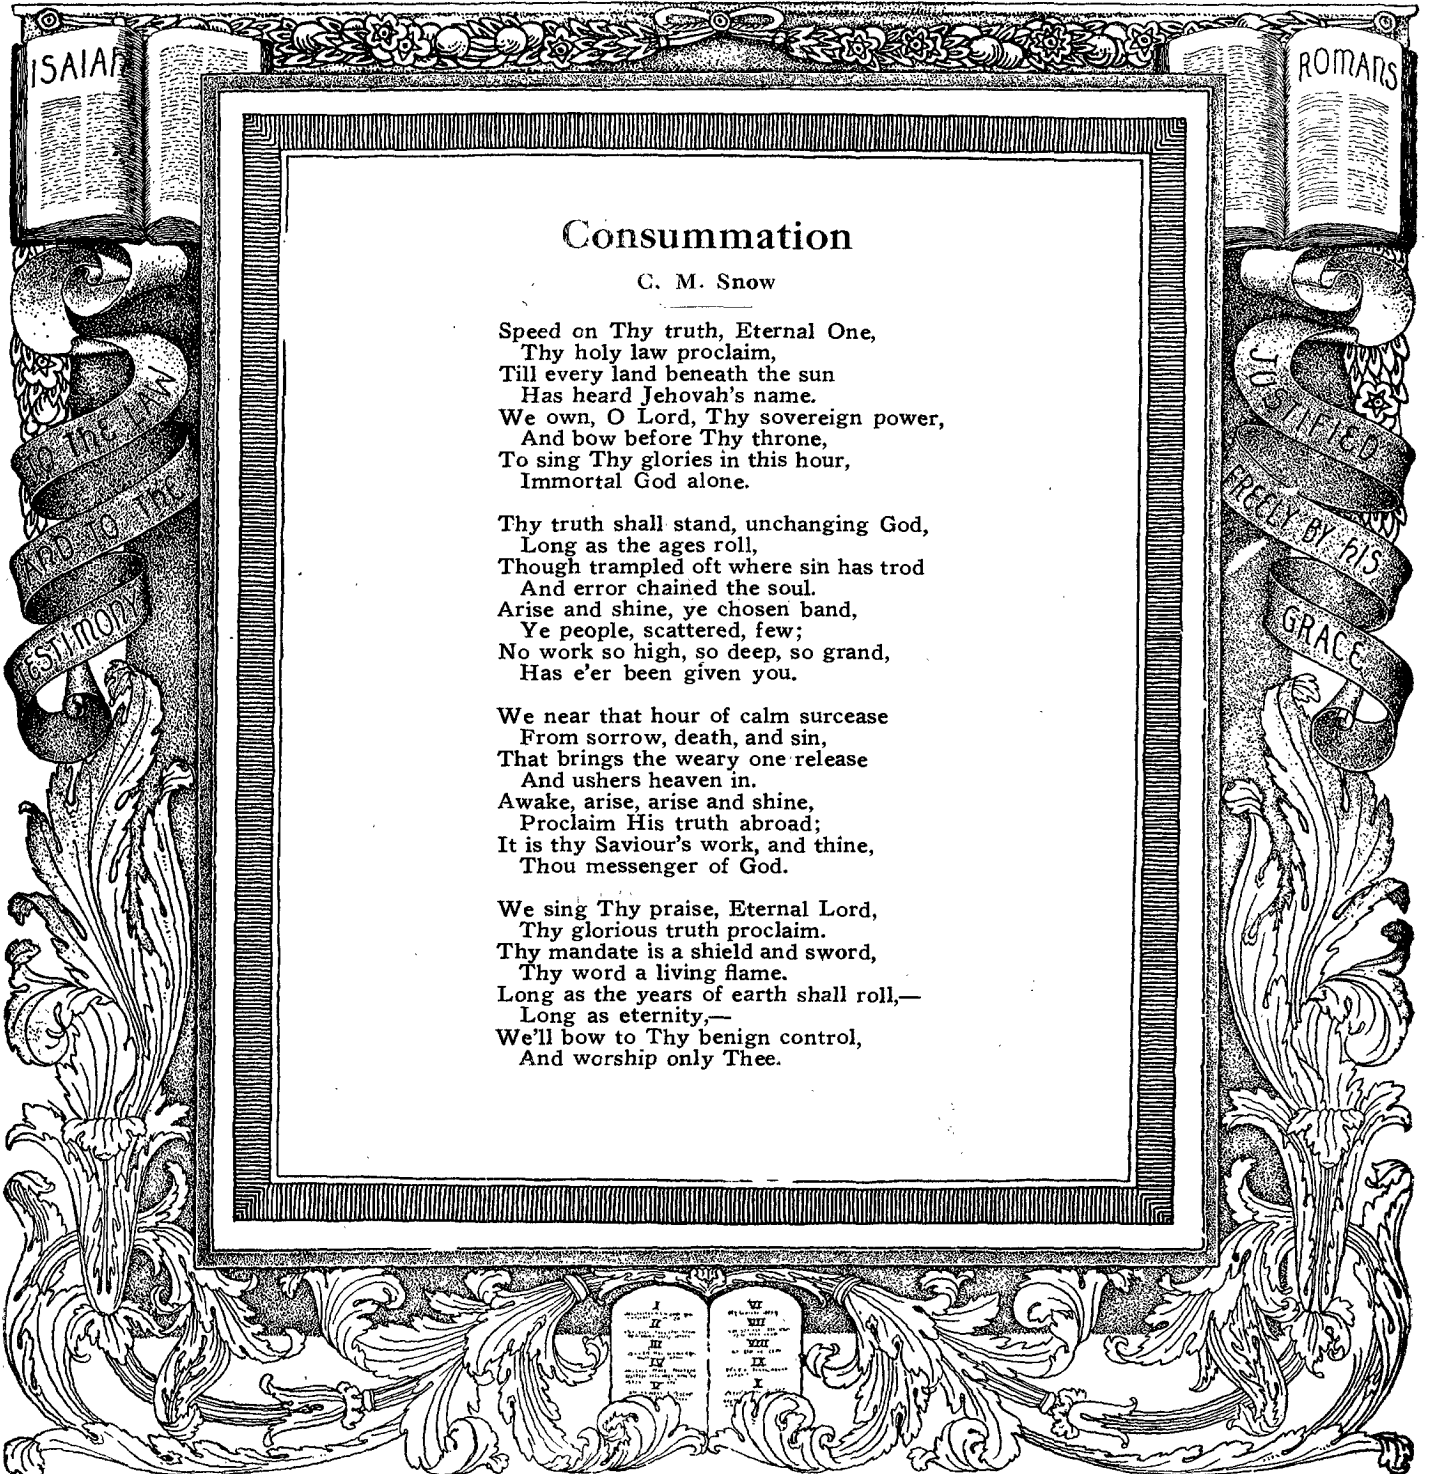 ISAIAH
ROMANS
TO THE LAW
AND TO THE
TESTIMONY
JUSTIFIED
FREELY BY HIS
GRACE
Consummation
C. M. Snow
Speed on Thy truth, Eternal One,
Thy holy law proclaim,
Till every land beneath the sun
Has heard Jehovah's name.
We own, O Lord, Thy sovereign power,
And bow before Thy throne,
To sing Thy glories in this hour,
Immortal God alone.
Thy truth shall stand, unchanging God,
Long as the ages roll,
Though trampled oft where sin has trod
And error chained the soul.
Arise and shine, ye chosen band,
Ye people, scattered, few;
No work so high, so deep, so grand,
Has e'er been given you.
We near that hour of calm surcease
From sorrow, death, and sin,
That brings the weary one release
And ushers heaven in.
Awake, arise, arise and shine,
Proclaim His truth abroad;
It is thy Saviour's work, and thine,
Thou messenger of God.
We sing Thy praise, Eternal Lord,
Thy glorious truth proclaim.
Thy mandate is a shield and sword,
Thy word a living flame.
Long as the years of earth shall roll,—
Long as eternity,—
We'll bow to Thy benign control,
And worship only Thee.
I
II
III
IV
V
VI
VII
VIII
IX
X